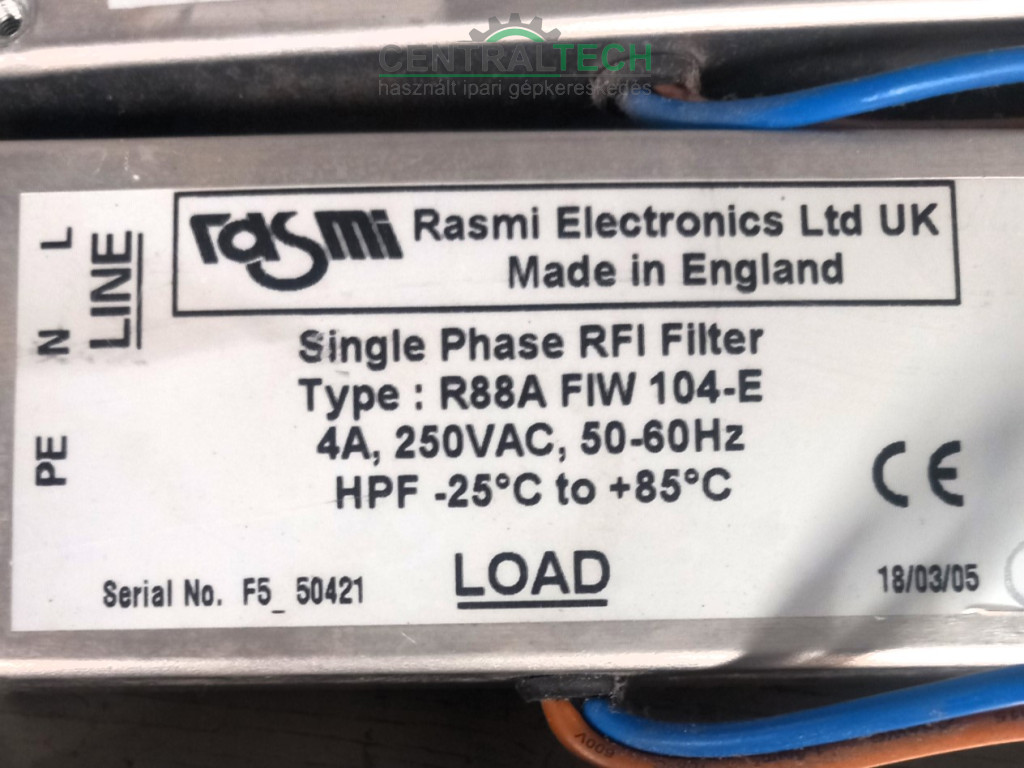 CENTRALTECH
használt ipari gépkereskedés
rasmi
Rasmi Electronics Ltd UK
Made in England
L
N
PE
LINE
Single Phase RFI Filter
Type : R88A FIW 104-E
4A, 250VAC, 50-60Hz
HPF -25°C to +85°C
CE
LOAD
Serial No. F5_ 50421
18/03/05
600V